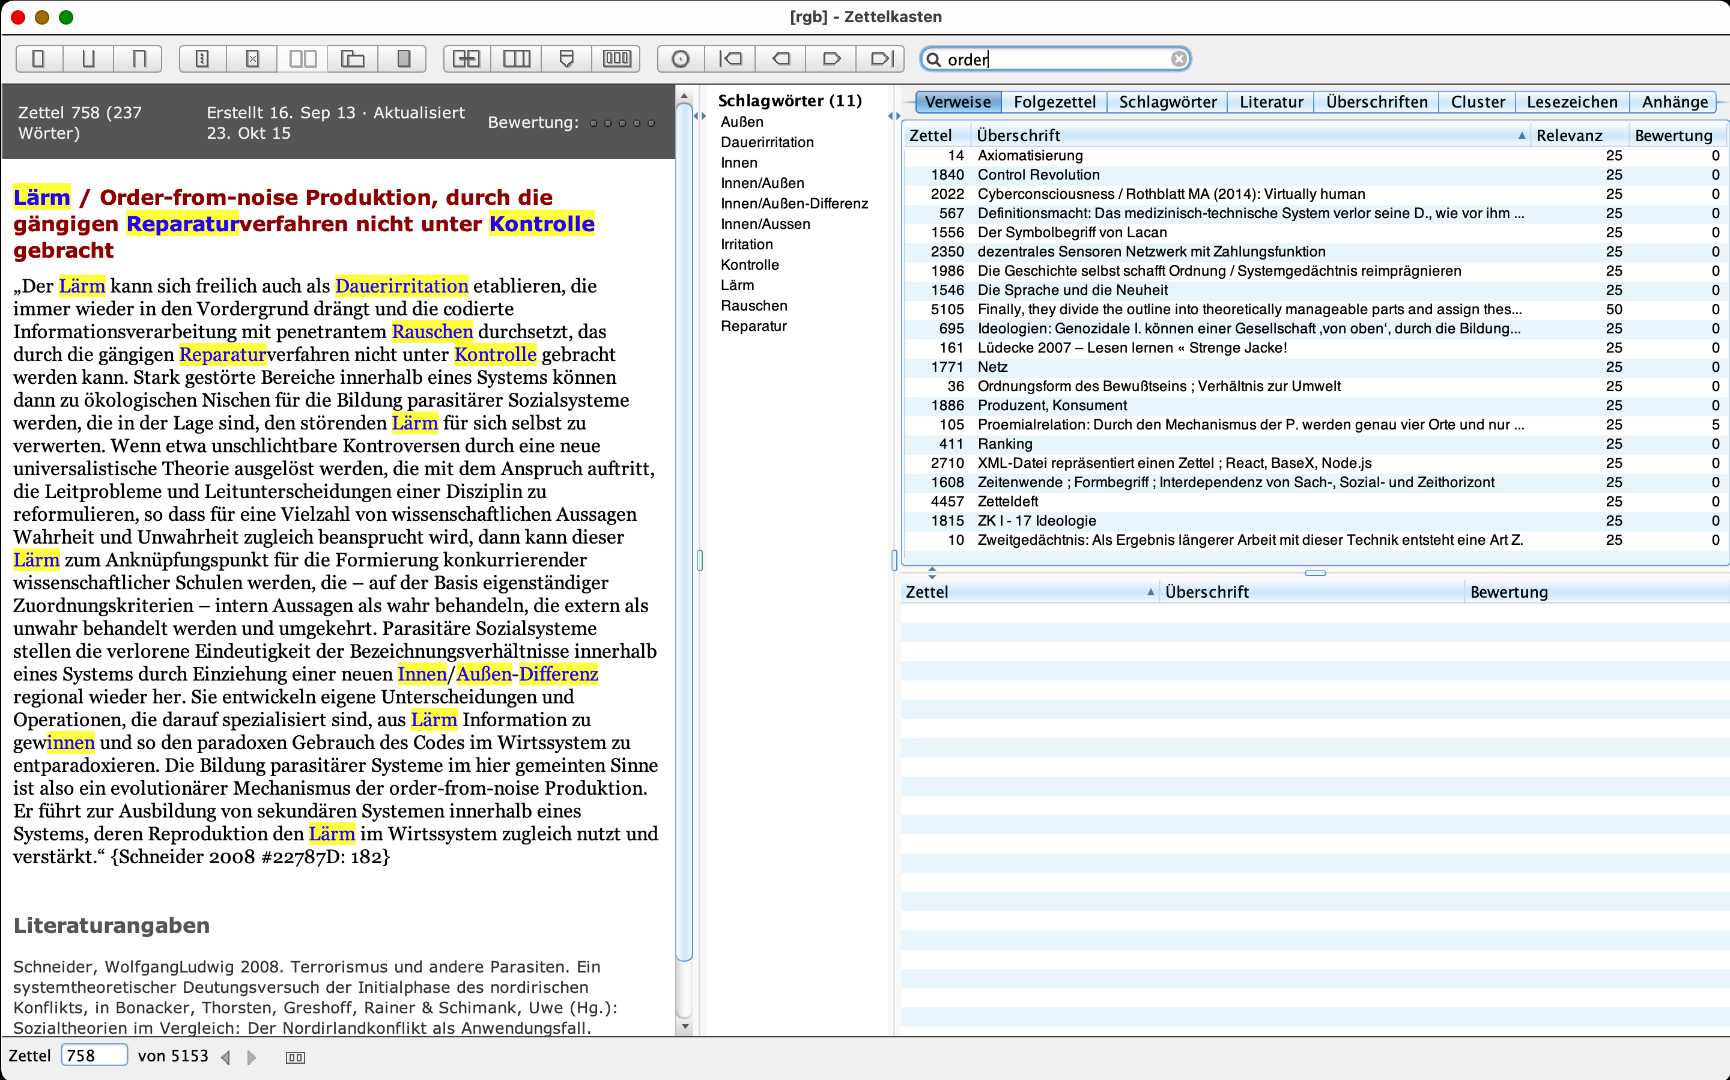 [rgb] - Zettelkasten
order
Zettel 758 (237 Wörter)
Erstellt 16. Sep 13 · Aktualisiert 23. Okt 15
Bewertung:
Lärm / Order-from-noise Produktion, durch die
gängigen Reparaturverfahren nicht unter Kontrolle
gebracht
„Der Lärm kann sich freilich auch als Dauerirritation etablieren, die
immer wieder in den Vordergrund drängt und die codierte
Informationsverarbeitung mit penetrantem Rauschen durchsetzt, das
durch die gängigen Reparaturverfahren nicht unter Kontrolle gebracht
werden kann. Stark gestörte Bereiche innerhalb eines Systems können
dann zu ökologischen Nischen für die Bildung parasitärer Sozialsysteme
werden, die in der Lage sind, den störenden Lärm für sich selbst zu
verwerten. Wenn etwa unschlichtbare Kontroversen durch eine neue
universalistische Theorie ausgelöst werden, die mit dem Anspruch auftritt,
die Leitprobleme und Leitunterscheidungen einer Disziplin zu
reformulieren, so dass für eine Vielzahl von wissenschaftlichen Aussagen
Wahrheit und Unwahrheit zugleich beansprucht wird, dann kann dieser
Lärm zum Anknüpfungspunkt für die Formierung konkurrierender
wissenschaftlicher Schulen werden, die – auf der Basis eigenständiger
Zuordnungskriterien – intern Aussagen als wahr behandeln, die extern als
unwahr behandelt werden und umgekehrt. Parasitäre Sozialsysteme
stellen die verlorene Eindeutigkeit der Bezeichnungsverhältnisse innerhalb
eines Systems durch Einziehung einer neuen Innen/Außen-Differenz
regional wieder her. Sie entwickeln eigene Unterscheidungen und
Operationen, die darauf spezialisiert sind, aus Lärm Information zu
gewinnen und so den paradoxen Gebrauch des Codes im Wirtssystem zu
entparadoxieren. Die Bildung parasitärer Systeme im hier gemeinten Sinne
ist also ein evolutionärer Mechanismus der order-from-noise Produktion.
Er führt zur Ausbildung von sekundären Systemen innerhalb eines
Systems, deren Reproduktion den Lärm im Wirtssystem zugleich nutzt und
verstärkt.“ {Schneider 2008 #22787D: 182}
Literaturangaben
Schneider, WolfgangLudwig 2008. Terrorismus und andere Parasiten. Ein
systemtheoretischer Deutungsversuch der Initialphase des nordirischen
Konflikts, in Bonacker, Thorsten, Greshoff, Rainer & Schimank, Uwe (Hg.):
Sozialtheorien im Vergleich: Der Nordirlandkonflikt als Anwendungsfall.
Schlagwörter (11)
Außen
Dauerirritation
Innen
Innen/Außen
Innen/Außen-Differenz
Innen/Aussen
Irritation
Kontrolle
Lärm
Rauschen
Reparatur
Verweise Folgezettel Schlagwörter Literatur Überschriften Cluster Lesezeichen Anhänge
Zettel Überschrift Relevanz Bewertung
14 Axiomatisierung 25 0
1840 Control Revolution 25 0
2022 Cyberconsciousness / Rothblatt MA (2014): Virtually human 25 0
567 Definitionsmacht: Das medizinisch-technische System verlor seine D., wie vor ihm ... 25 0
1556 Der Symbolbegriff von Lacan 25 0
2350 dezentrales Sensoren Netzwerk mit Zahlungsfunktion 25 0
1986 Die Geschichte selbst schafft Ordnung / Systemgedächtnis reimprägnieren 25 0
1546 Die Sprache und die Neuheit 25 0
5105 Finally, they divide the outline into theoretically manageable parts and assign thes... 50 0
695 Ideologien: Genozidale I. können einer Gesellschaft ‚von oben‘, durch die Bildung... 25 0
161 Lüdecke 2007 – Lesen lernen « Strenge Jacke! 25 0
1771 Netz 25 0
36 Ordnungsform des Bewußtseins ; Verhältnis zur Umwelt 25 0
1886 Produzent, Konsument 25 0
105 Proemialrelation: Durch den Mechanismus der P. werden genau vier Orte und nur ... 25 5
411 Ranking 25 0
2710 XML-Datei repräsentiert einen Zettel ; React, BaseX, Node.js 25 0
1608 Zeitenwende ; Formbegriff ; Interdependenz von Sach-, Sozial- und Zeithorizont 25 0
4457 Zetteldeft 25 0
1815 ZK I - 17 Ideologie 25 0
10 Zweitgedächtnis: Als Ergebnis längerer Arbeit mit dieser Technik entsteht eine Art Z. 25 0
Zettel Überschrift Bewertung
Zettel 758 von 5153